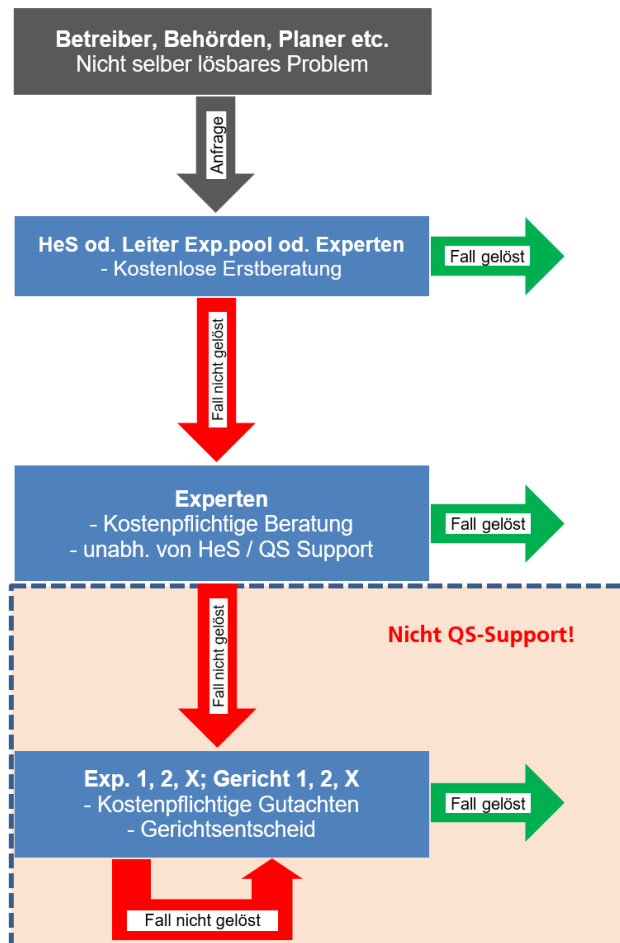 Betreiber, Behörden, Planer etc.
Nicht selber lösbares Problem
Anfrage
HeS od. Leiter Exp.pool od. Experten
- Kostenlose Erstberatung
Fall gelöst
Fall nicht gelöst
Experten
- Kostenpflichtige Beratung
- unabh. von HeS / QS Support
Fall gelöst
Fall nicht gelöst
Nicht QS-Support!
Exp. 1, 2, X; Gericht 1, 2, X
- Kostenpflichtige Gutachten
- Gerichtsentscheid
Fall gelöst
Fall nicht gelöst